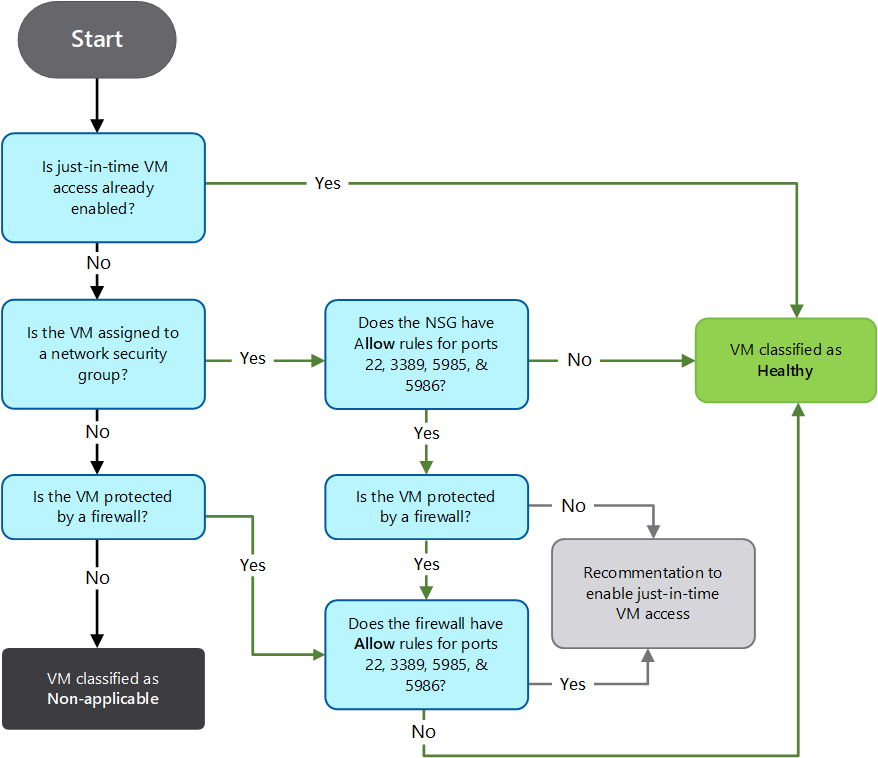 Start
Is just-in-time VM
access already
enabled?
Yes
No
Is the VM assigned to
a network security
group?
Yes
Does the NSG have
Allow rules for ports
22, 3389, 5985, &
5986?
No
VM classified as
Healthy
No
Yes
Is the VM protected
by a firewall?
Is the VM protected
by a firewall?
No
Yes
Yes
No
Recommentation to
enable just-in-time
VM access
Does the firewall have
Allow rules for ports
22, 3389, 5985, &
5986?
Yes
VM classified as
Non-applicable
No